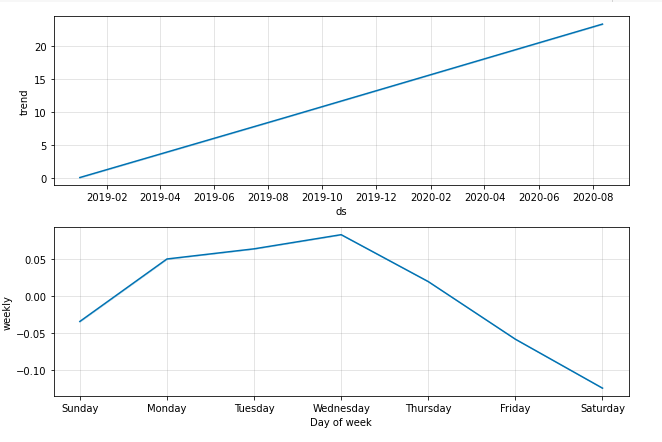 20
15
10
5
0
trend
2019-02 2019-04 2019-06 2019-08 2019-10 2019-12 2020-02 2020-04 2020-06 2020-08
ds
0.05
0.00
−0.05
−0.10
weekly
Sunday Monday Tuesday Wednesday Thursday Friday Saturday
Day of week